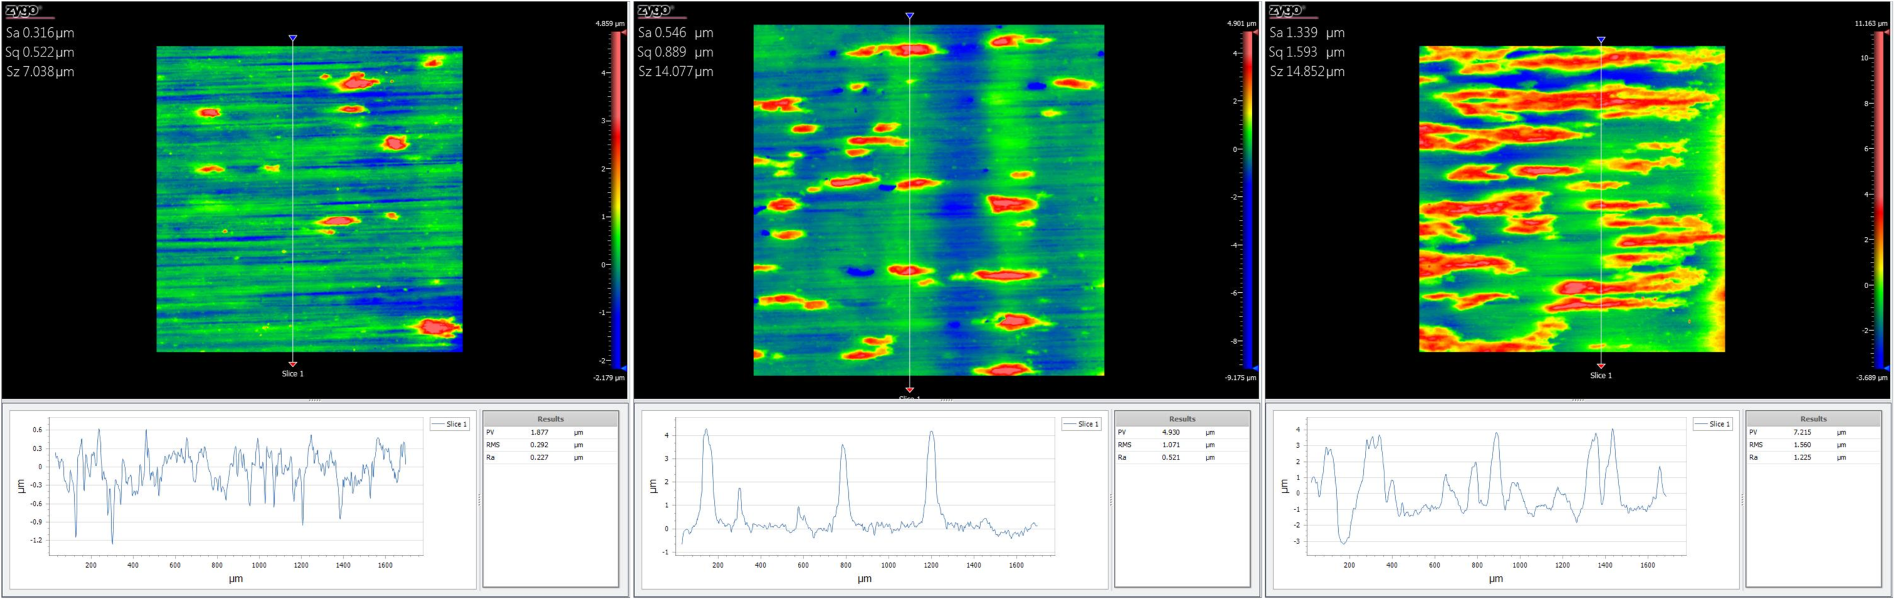 zygo®
Sa 0.316μm
Sq 0.522μm
Sz 7.038μm
4.859 μm
4
3
2
1
0
-1
-2
-2.179 μm
Slice 1
0.6
0.3
0
-0.3
-0.6
-0.9
-1.2
μm
200
400
600
800
1000
1200
1400
1600
μm
Slice 1
Results
PV 1.877 μm
RMS 0.292 μm
Ra 0.227 μm
zygo®
Sa 0.546 μm
Sq 0.889 μm
Sz 14.077μm
4.901 μm
4
2
0
-2
-4
-6
-8
-9.175 μm
Slice 1
4
3
2
1
0
-1
μm
200
400
600
800
1000
1200
1400
1600
μm
Slice 1
Results
PV 4.930 μm
RMS 1.071 μm
Ra 0.521 μm
zygo®
Sa 1.339 μm
Sq 1.593 μm
Sz 14.852μm
11.163 μm
10
8
6
4
2
0
-2
-3.689 μm
Slice 1
4
3
2
1
0
-1
-2
-3
μm
200
400
600
800
1000
1200
1400
1600
μm
Slice 1
Results
PV 7.215 μm
RMS 1.560 μm
Ra 1.225 μm